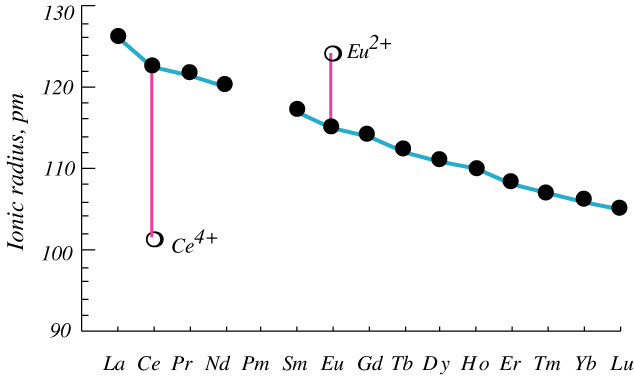 130
120
110
100
90
Ionic radius, pm
Eu2+
Ce4+
La Ce Pr Nd Pm Sm Eu Gd Tb Dy Ho Er Tm Yb Lu